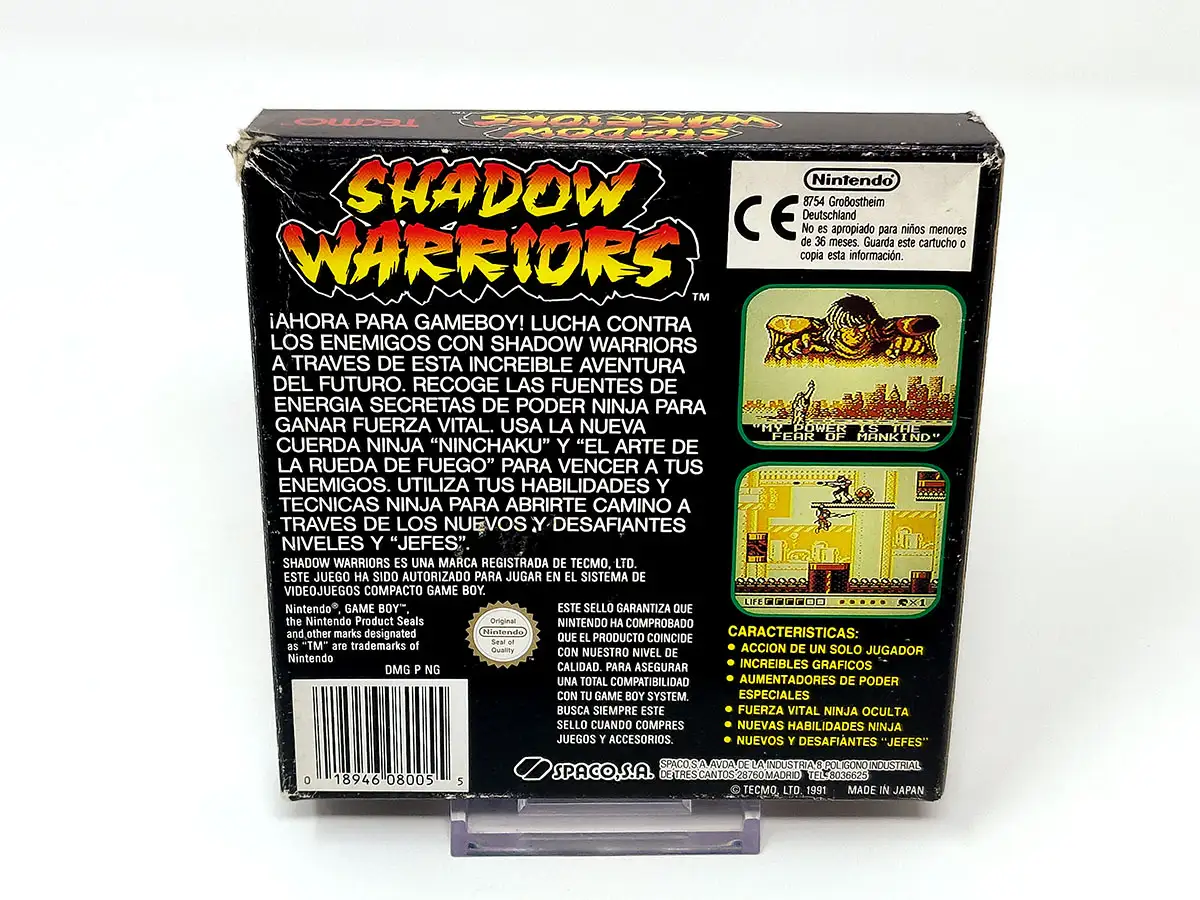 TECMO™
SHADOW
WARRIORS™
SHADOW
WARRIORS™
¡AHORA PARA GAMEBOY! LUCHA CONTRA
LOS ENEMIGOS CON SHADOW WARRIORS
A TRAVES DE ESTA INCREIBLE AVENTURA
DEL FUTURO. RECOGE LAS FUENTES DE
ENERGIA SECRETAS DE PODER NINJA PARA
GANAR FUERZA VITAL. USA LA NUEVA
CUERDA NINJA “NINCHAKU” Y “EL ARTE DE
LA RUEDA DE FUEGO” PARA VENCER A TUS
ENEMIGOS. UTILIZA TUS HABILIDADES Y
TECNICAS NINJA PARA ABRIRTE CAMINO A
TRAVES DE LOS NUEVOS Y DESAFIANTES
NIVELES Y “JEFES”.
SHADOW WARRIORS ES UNA MARCA REGISTRADA DE TECMO, LTD.
ESTE JUEGO HA SIDO AUTORIZADO PARA JUGAR EN EL SISTEMA DE
VIDEOJUEGOS COMPACTO GAME BOY.
Nintendo®, GAME BOY™,
the Nintendo Product Seals
and other marks designated
as “TM” are trademarks of
Nintendo
DMG P NG
Original
Nintendo
Seal of
Quality
ESTE SELLO GARANTIZA QUE
NINTENDO HA COMPROBADO
QUE EL PRODUCTO COINCIDE
CON NUESTRO NIVEL DE
CALIDAD. PARA ASEGURAR
UNA TOTAL COMPATIBILIDAD
CON TU GAME BOY SYSTEM.
BUSCA SIEMPRE ESTE
SELLO CUANDO COMPRES
JUEGOS Y ACCESORIOS.
0 18946 08005 5
Nintendo®
CE
8754 Großostheim
Deutschland
No es apropiado para niños menores
de 36 meses. Guarda este cartucho o
copia esta información.
"MY POWER IS THE
FEAR OF MANKIND"
LIFE
X1
CARACTERISTICAS:
• ACCION DE UN SOLO JUGADOR
• INCREIBLES GRAFICOS
• AUMENTADORES DE PODER
ESPECIALES
• FUERZA VITAL NINJA OCULTA
• NUEVAS HABILIDADES NINJA
• NUEVOS Y DESAFIANTES “JEFES”
SPACO, S.A.
SPACO, S.A. AVDA. DE LA INDUSTRIA, 8 POLIGONO INDUSTRIAL
DE TRES CANTOS 28760 MADRID TEL. 8036625
© TECMO, LTD. 1991 MADE IN JAPAN